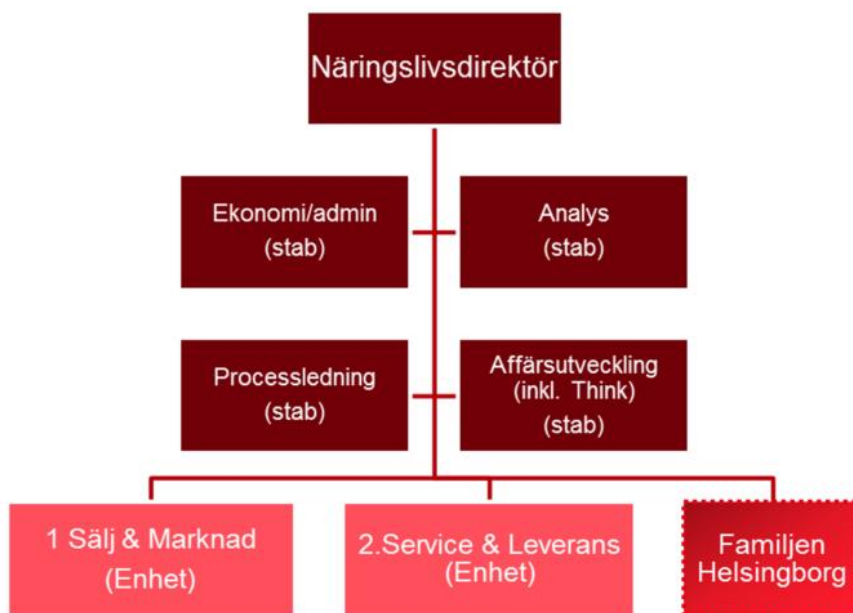 Näringslivsdirektör
Ekonomi/admin
(stab)
Analys
(stab)
Processledning
(stab)
Affärsutveckling
(inkl. Think)
(stab)
1 Sälj & Marknad
(Enhet)
2.Service & Leverans
(Enhet)
Familjen
Helsingborg